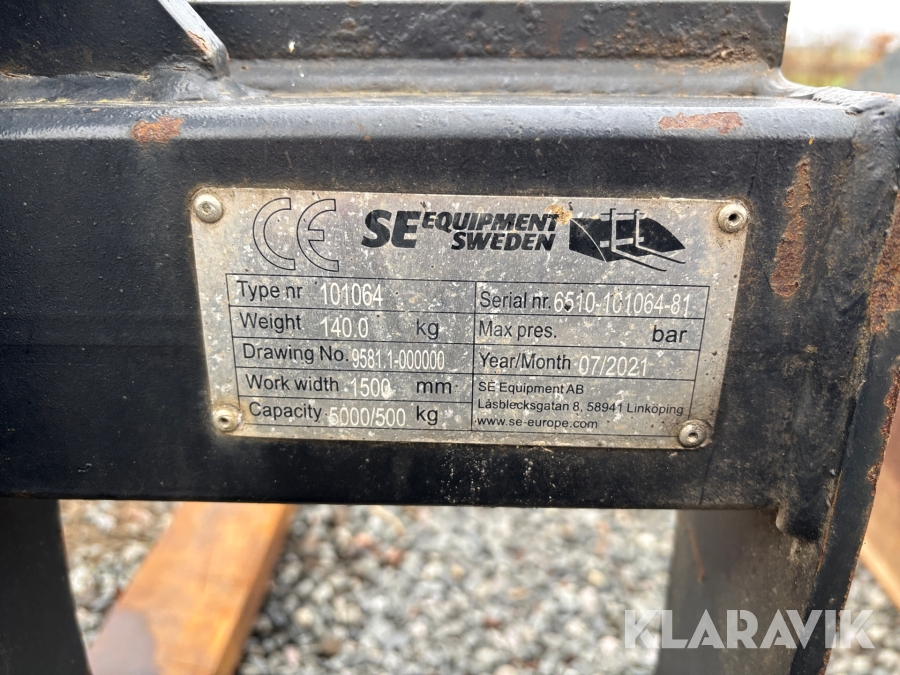 CE SE EQUIPMENT SWEDEN
Type nr 101064
Weight 140.0 kg
Drawing No. 9581.1-000000
Work width 1500 mm
Capacity 5000/500 kg
Serial nr. 6510-101064-81
Max pres. bar
Year/Month 07/2021
SE Equipment AB
Låsblecksgatan 8, 58941 Linköping
www.se-europe.com
KLARAVIK